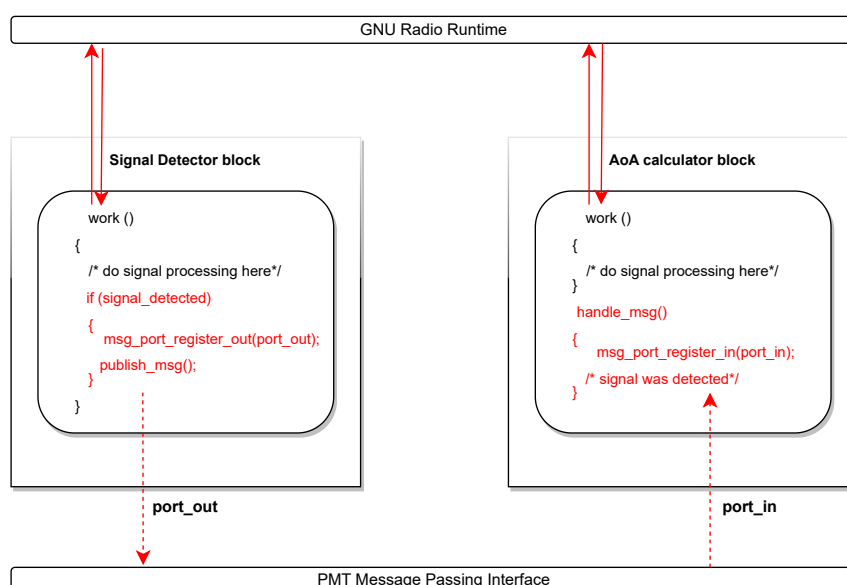 GNU Radio Runtime
Signal Detector block
work ()
{
/* do signal processing here*/
if (signal_detected)
{
msg_port_register_out(port_out);
publish_msg();
}
}
port_out
AoA calculator block
work ()
{
/* do signal processing here*/
}
handle_msg()
{
msg_port_register_in(port_in);
/* signal was detected*/
}
port_in
PMT Message Passing Interface